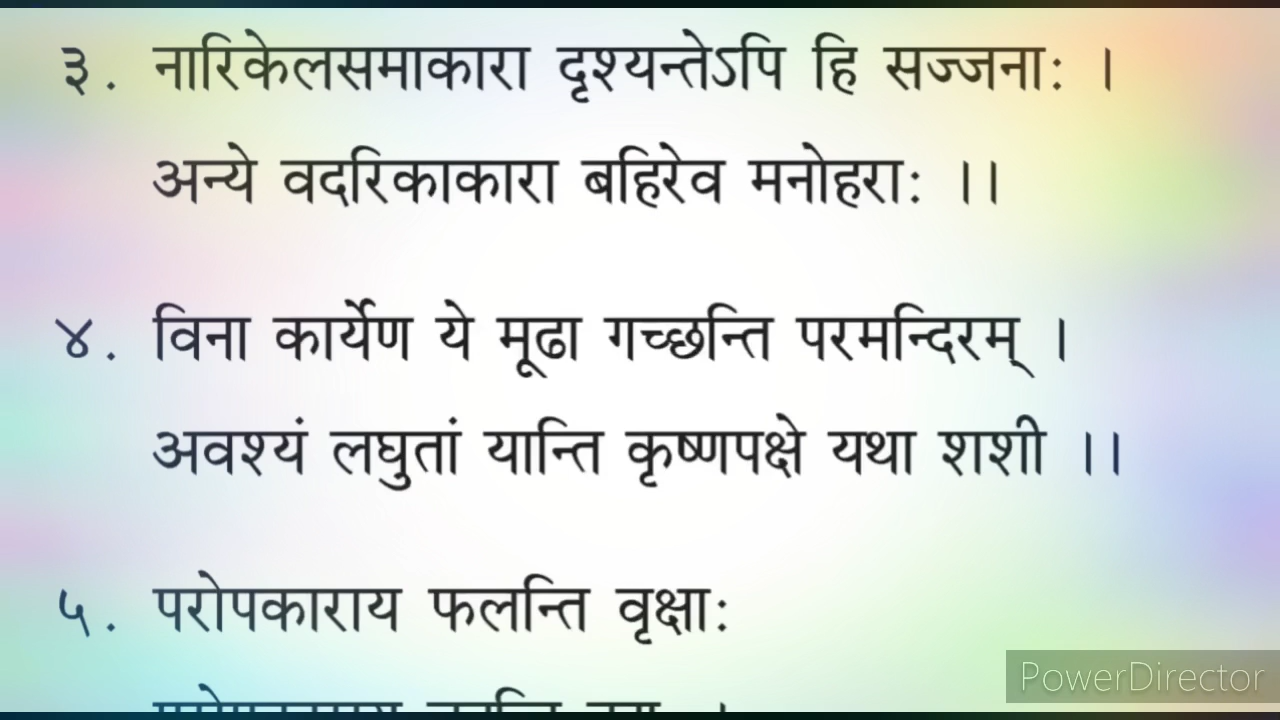 ३. नारिकेलसमाकारा दृश्यन्तेऽपि हि सज्जनाः ।
अन्ये वदरिकाकारा बहिरेव मनोहराः ।।
४. विना कार्येण ये मूढा गच्छन्ति परमन्दिरम् ।
अवश्यं लघुतां यान्ति कृष्णपक्षे यथा शशी ।।
५. परोपकाराय फलन्ति वृक्षाः
PowerDirector